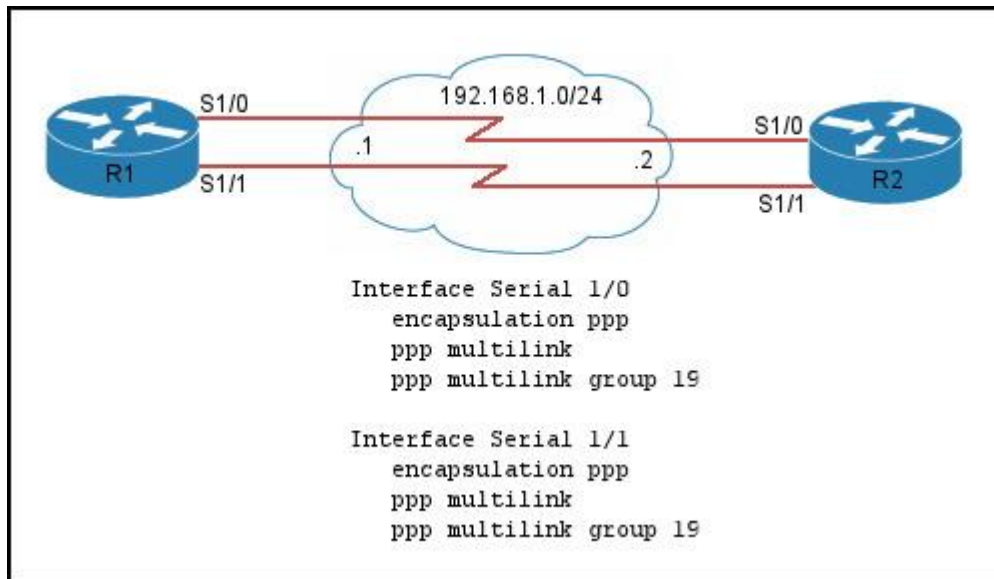 S1/0
192.168.1.0/24
S1/0
.1
.2
R1
R2
S1/1
S1/1
Interface Serial 1/0
encapsulation ppp
ppp multilink
ppp multilink group 19
Interface Serial 1/1
encapsulation ppp
ppp multilink
ppp multilink group 19